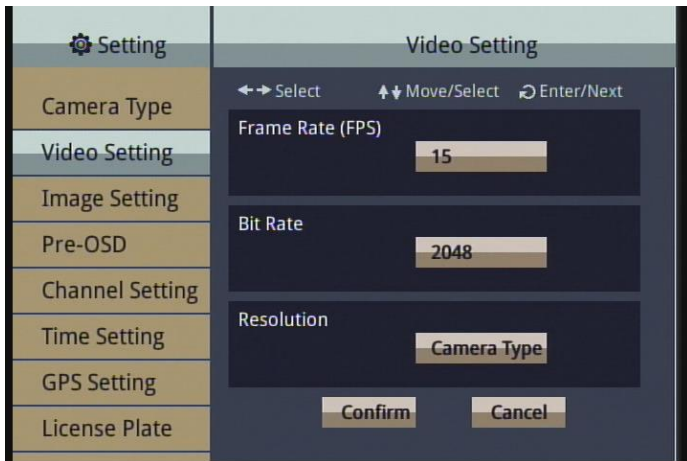 Setting
Video Setting
Camera Type
Video Setting
Image Setting
Pre-OSD
Channel Setting
Time Setting
GPS Setting
License Plate
Select Move/Select Enter/Next
Frame Rate (FPS)
15
Bit Rate
2048
Resolution
Camera Type
Confirm Cancel